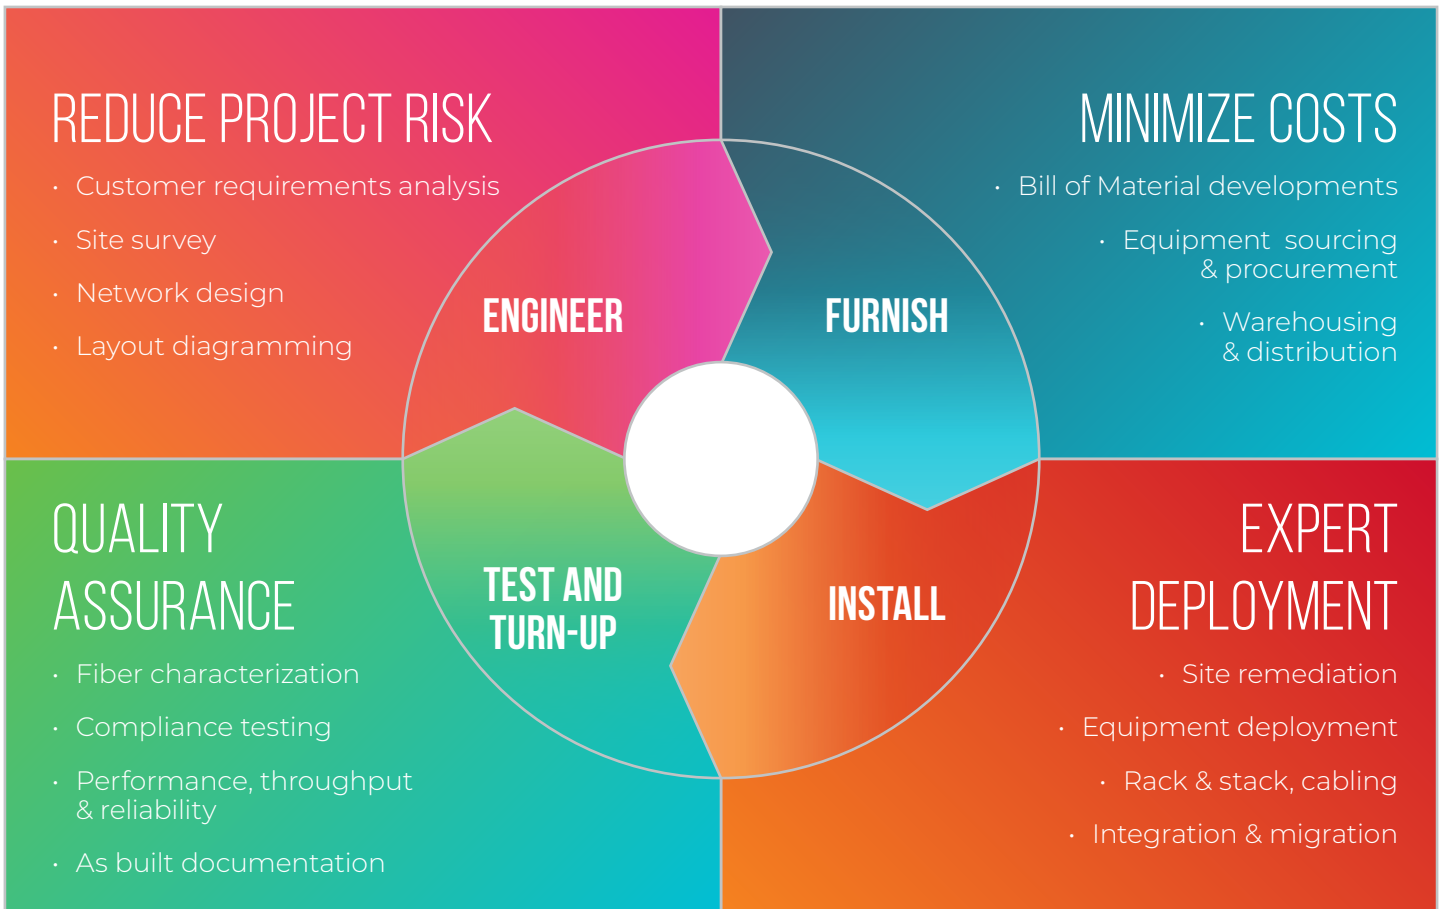 REDUCE PROJECT RISK
• Customer requirements analysis
• Site survey
• Network design
• Layout diagramming
MINIMIZE COSTS
• Bill of Material developments
• Equipment sourcing
& procurement
• Warehousing
& distribution
ENGINEER
FURNISH
TEST AND
TURN-UP
INSTALL
QUALITY
ASSURANCE
• Fiber characterization
• Compliance testing
• Performance, throughput
& reliability
• As built documentation
EXPERT
DEPLOYMENT
• Site remediation
• Equipment deployment
• Rack & stack, cabling
• Integration & migration